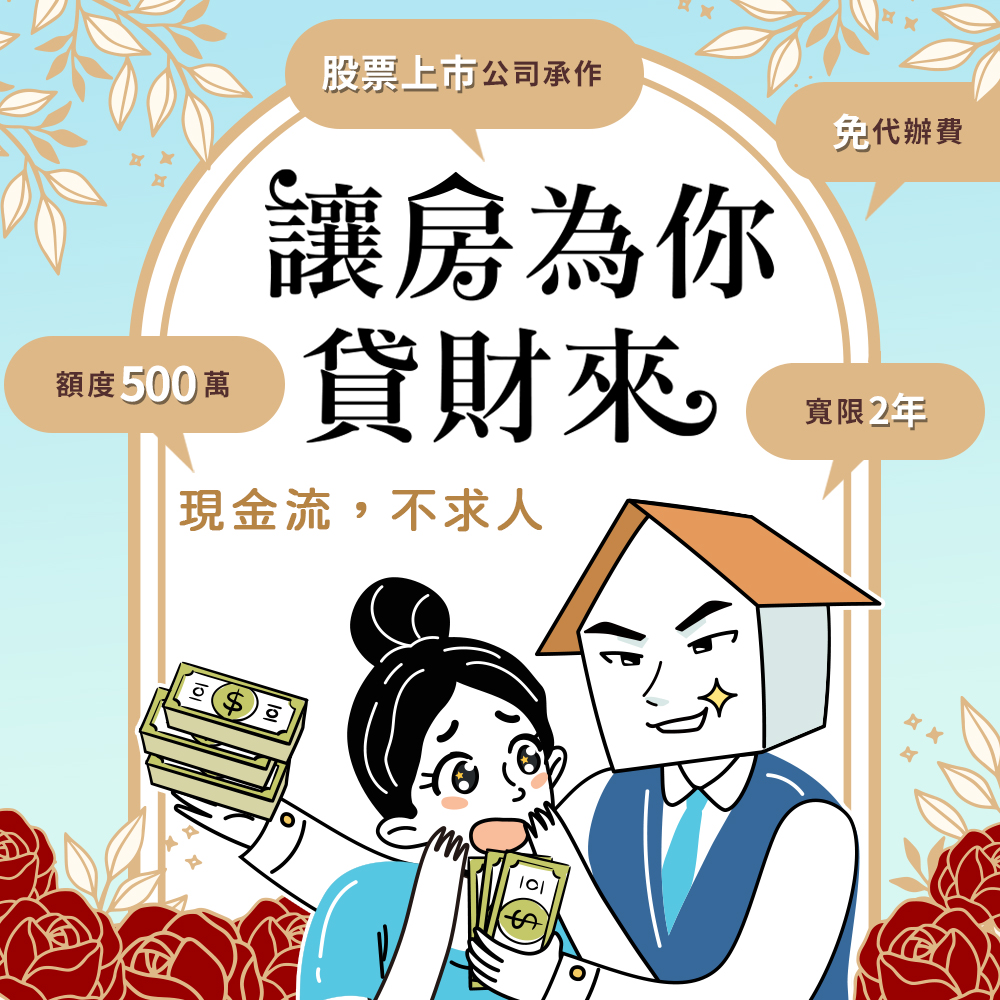 股票上市公司承作
免代辦費
讓房為你
貸財來
額度500萬
寬限2年
現金流，不求人